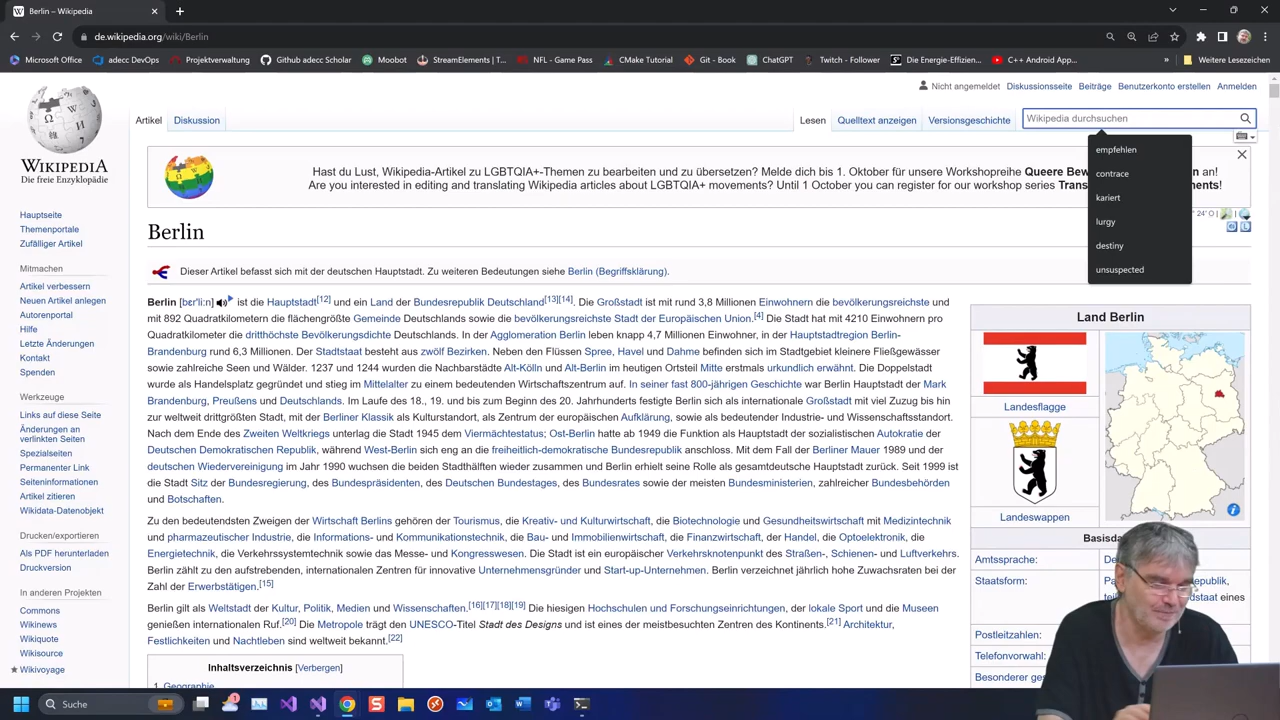 Berlin – Wikipedia
de.wikipedia.org/wiki/Berlin
Microsoft Office
adecc DevOps
Projektverwaltung
Github adecc Scholar
Moobot
StreamElements | T...
NFL - Game Pass
CMake Tutorial
Git - Book
ChatGPT
Twitch - Follower
Die Energie-Effizien...
C++ Android App...
»
Weitere Lesezeichen
Nicht angemeldet Diskussionsseite Beiträge Benutzerkonto erstellen Anmelden
WIKIPEDIA
Die freie Enzyklopädie
Artikel Diskussion
Lesen Quelltext anzeigen Versionsgeschichte
Wikipedia durchsuchen
empfehlen
contrace
kariert
lurgy
destiny
unsuspected
Hast du Lust, Wikipedia-Artikel zu LGBTQIA+-Themen zu bearbeiten und zu übersetzen? Melde dich bis 1. Oktober für unsere Workshopreihe Queere an!
Are you interested in editing and translating Wikipedia articles about LGBTQIA+ movements? Until 1 October you can register for our workshop series
24' O
Hauptseite
Themenportale
Zufälliger Artikel
Mitmachen
Artikel verbessern
Neuen Artikel anlegen
Autorenportal
Hilfe
Letzte Änderungen
Kontakt
Spenden
Werkzeuge
Links auf diese Seite
Änderungen an
verlinkten Seiten
Spezialseiten
Permanenter Link
Seiteninformationen
Artikel zitieren
Wikidata-Datenobjekt
Drucken/exportieren
Als PDF herunterladen
Druckversion
In anderen Projekten
Commons
Wikinews
Wikiquote
Wikisource
Wikivoyage
Berlin
Dieser Artikel befasst sich mit der deutschen Hauptstadt. Zu weiteren Bedeutungen siehe Berlin (Begriffsklärung).
Berlin [bɛrˈliːn] ist die Hauptstadt[12] und ein Land der Bundesrepublik Deutschland[13][14]. Die Großstadt ist mit rund 3,8 Millionen Einwohnern die bevölkerungsreichste und
mit 892 Quadratkilometern die flächengrößte Gemeinde Deutschlands sowie die bevölkerungsreichste Stadt der Europäischen Union.[4] Die Stadt hat mit 4210 Einwohnern pro
Quadratkilometer die dritthöchste Bevölkerungsdichte Deutschlands. In der Agglomeration Berlin leben knapp 4,7 Millionen Einwohner, in der Hauptstadtregion Berlin-
Brandenburg rund 6,3 Millionen. Der Stadtstaat besteht aus zwölf Bezirken. Neben den Flüssen Spree, Havel und Dahme befinden sich im Stadtgebiet kleinere Fließgewässer
sowie zahlreiche Seen und Wälder. 1237 und 1244 wurden die Nachbarstädte Alt-Kölln und Alt-Berlin im heutigen Ortsteil Mitte erstmals urkundlich erwähnt. Die Doppelstadt
wurde als Handelsplatz gegründet und stieg im Mittelalter zu einem bedeutenden Wirtschaftszentrum auf. In seiner fast 800-jährigen Geschichte war Berlin Hauptstadt der Mark
Brandenburg, Preußens und Deutschlands. Im Laufe des 18., 19. und bis zum Beginn des 20. Jahrhunderts festigte Berlin sich als internationale Großstadt mit viel Zuzug bis hin
zur weltweit drittgrößten Stadt, mit der Berliner Klassik als Kulturstandort, als Zentrum der europäischen Aufklärung, sowie als bedeutender Industrie- und Wissenschaftsstandort.
Nach dem Ende des Zweiten Weltkriegs unterlag die Stadt 1945 dem Viermächtestatus; Ost-Berlin hatte ab 1949 die Funktion als Hauptstadt der sozialistischen Autokratie der
Deutschen Demokratischen Republik, während West-Berlin sich eng an die freiheitlich-demokratische Bundesrepublik anschloss. Mit dem Fall der Berliner Mauer 1989 und der
deutschen Wiedervereinigung im Jahr 1990 wuchsen die beiden Stadthälften wieder zusammen und Berlin erhielt seine Rolle als gesamtdeutsche Hauptstadt zurück. Seit 1999 ist
die Stadt Sitz der Bundesregierung, des Bundespräsidenten, des Deutschen Bundestages, des Bundesrates sowie der meisten Bundesministerien, zahlreicher Bundesbehörden
und Botschaften.
Zu den bedeutendsten Zweigen der Wirtschaft Berlins gehören der Tourismus, die Kreativ- und Kulturwirtschaft, die Biotechnologie und Gesundheitswirtschaft mit Medizintechnik
und pharmazeutischer Industrie, die Informations- und Kommunikationstechnik, die Bau- und Immobilienwirtschaft, die Finanzwirtschaft, der Handel, die Optoelektronik, die
Energietechnik, die Verkehrssystemtechnik sowie das Messe- und Kongresswesen. Die Stadt ist ein europäischer Verkehrsknotenpunkt des Straßen-, Schienen- und Luftverkehrs.
Berlin zählt zu den aufstrebenden, internationalen Zentren für innovative Unternehmensgründer und Start-up-Unternehmen. Berlin verzeichnet jährlich hohe Zuwachsraten bei der
Zahl der Erwerbstätigen.[15]
Berlin gilt als Weltstadt der Kultur, Politik, Medien und Wissenschaften.[16][17][18][19] Die hiesigen Hochschulen und Forschungseinrichtungen, der lokale Sport und die Museen
genießen internationalen Ruf.[20] Die Metropole trägt den UNESCO-Titel Stadt des Designs und ist eines der meistbesuchten Zentren des Kontinents.[21] Architektur,
Festlichkeiten und Nachtleben sind weltweit bekannt.[22]
Inhaltsverzeichnis [Verbergen]
1 Geographie
Land Berlin
Landesflagge
Landeswappen
Amtssprache:
Staatsform:
eines
Postleitzahlen:
Telefonvorwahl:
Suche